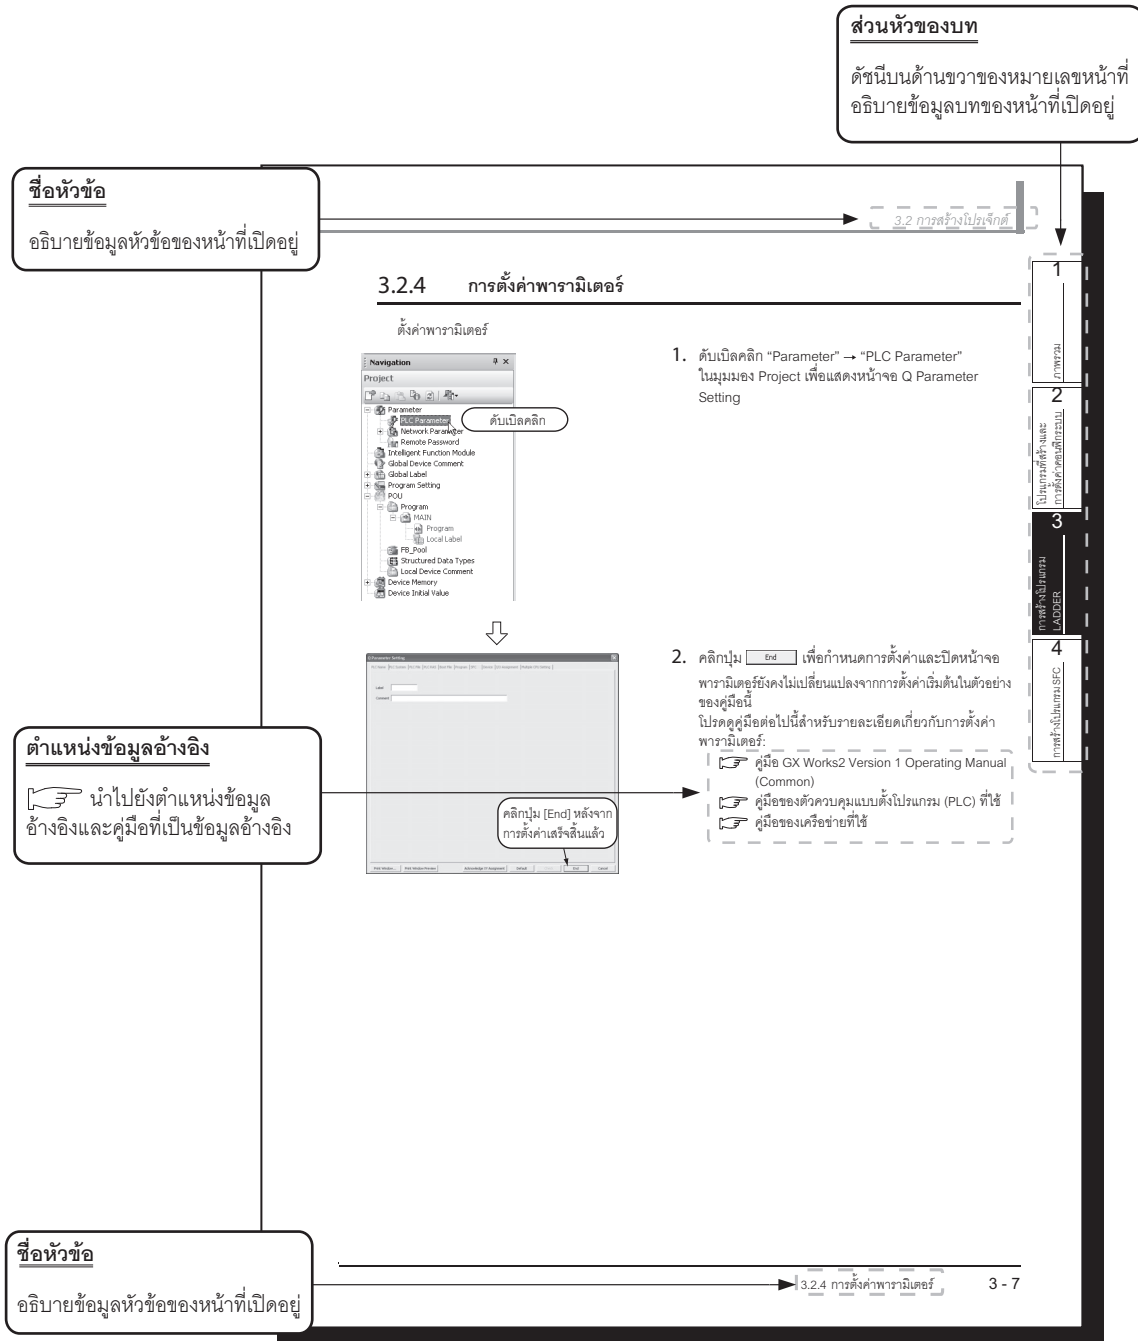 ส่วนหัวของบท
ดัชนีบนด้านขวาของหมายเลขหน้าที่
อธิบายข้อมูลบทของหน้าที่เปิดอยู่
ชื่อหัวข้อ
อธิบายข้อมูลหัวข้อของหน้าที่เปิดอยู่
3.2 การสร้างโปรเจ็กต์
3.2.4 การตั้งค่าพารามิเตอร์
ตั้งค่าพารามิเตอร์
Navigation
Project
Parameter
PLC Parameter
Network Parameter
Remote Password
Intelligent Function Module
Global Device Comment
Global Label
Program Setting
POU
Program
MAIN
Program
Local Label
FB_Pool
Structured Data Types
Local Device Comment
Device Memory
Device Initial Value
ดับเบิลคลิก
1. ดับเบิลคลิก “Parameter” → “PLC Parameter”
ในมุมมอง Project เพื่อแสดงหน้าจอ Q Parameter
Setting
1
ภาพรวม
2
โปรแกรมที่สร้างและ
การตั้งค่าคอนฟิกระบบ
3
การสร้างโปรแกรม
LADDER
4
การสร้างโปรแกรม SFC
2. คลิกปุ่ม End เพื่อกำหนดการตั้งค่าและปิดหน้าจอ
พารามิเตอร์ยังคงไม่เปลี่ยนแปลงจากการตั้งค่าเริ่มต้นในตัวอย่าง
ของคู่มือนี้
โปรดดูคู่มือต่อไปนี้สำหรับรายละเอียดเกี่ยวกับการตั้งค่า
พารามิเตอร์:
คู่มือ GX Works2 Version 1 Operating Manual
(Common)
คู่มือของตัวควบคุมแบบตั้งโปรแกรม (PLC) ที่ใช้
คู่มือของเครือข่ายที่ใช้
Label
Comment
คลิกปุ่ม [End] หลังจาก
การตั้งค่าเสร็จสิ้นแล้ว
Default
End
Cancel
ตำแหน่งข้อมูลอ้างอิง
นำไปยังตำแหน่งข้อมูล
อ้างอิงและคู่มือที่เป็นข้อมูลอ้างอิง
ชื่อหัวข้อ
อธิบายข้อมูลหัวข้อของหน้าที่เปิดอยู่
3.2.4 การตั้งค่าพารามิเตอร์
3 - 7